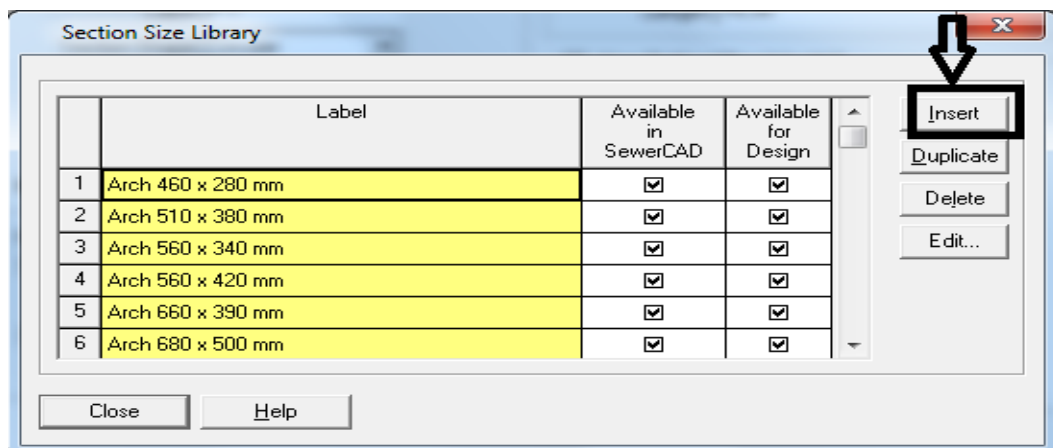 Section Size Library
Label
Available
in
SewerCAD
Available
for
Design
1 Arch 460 x 280 mm
2 Arch 510 x 380 mm
3 Arch 560 x 340 mm
4 Arch 560 x 420 mm
5 Arch 660 x 390 mm
6 Arch 680 x 500 mm
Insert
Duplicate
Delete
Edit...
Close
Help